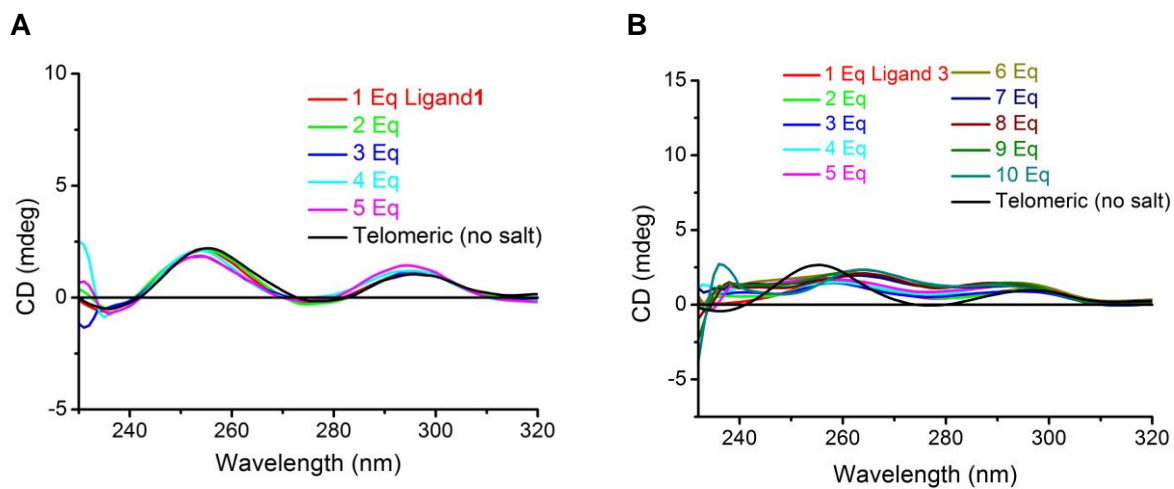 A
10
5
0
-5
CD (mdeg)
1 Eq Ligand1
2 Eq
3 Eq
4 Eq
5 Eq
Telomeric (no salt)
240 260 280 300 320
Wavelength (nm)
B
15
10
5
0
-5
CD (mdeg)
1 Eq Ligand 3
2 Eq
3 Eq
4 Eq
5 Eq
6 Eq
7 Eq
8 Eq
9 Eq
10 Eq
Telomeric (no salt)
240 260 280 300 320
Wavelength (nm)